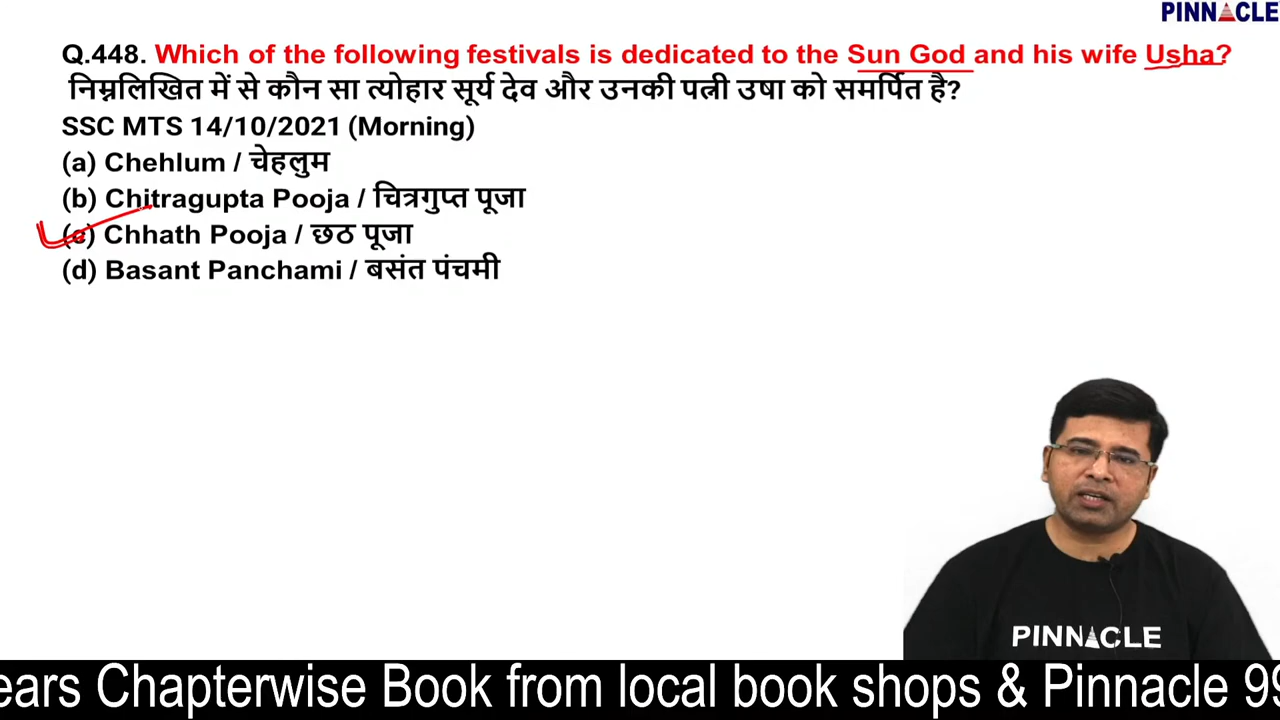 PINNACLE
Q.448. Which of the following festivals is dedicated to the Sun God and his wife Usha?
निम्नलिखित में से कौन सा त्योहार सूर्य देव और उनकी पत्नी उषा को समर्पित है?
SSC MTS 14/10/2021 (Morning)
(a) Chehlum / चेहलुम
(b) Chitragupta Pooja / चित्रगुप्त पूजा
(c) Chhath Pooja / छठ पूजा
(d) Basant Panchami / बसंत पंचमी
PINNACLE
ears Chapterwise Book from local book shops & Pinnacle 99